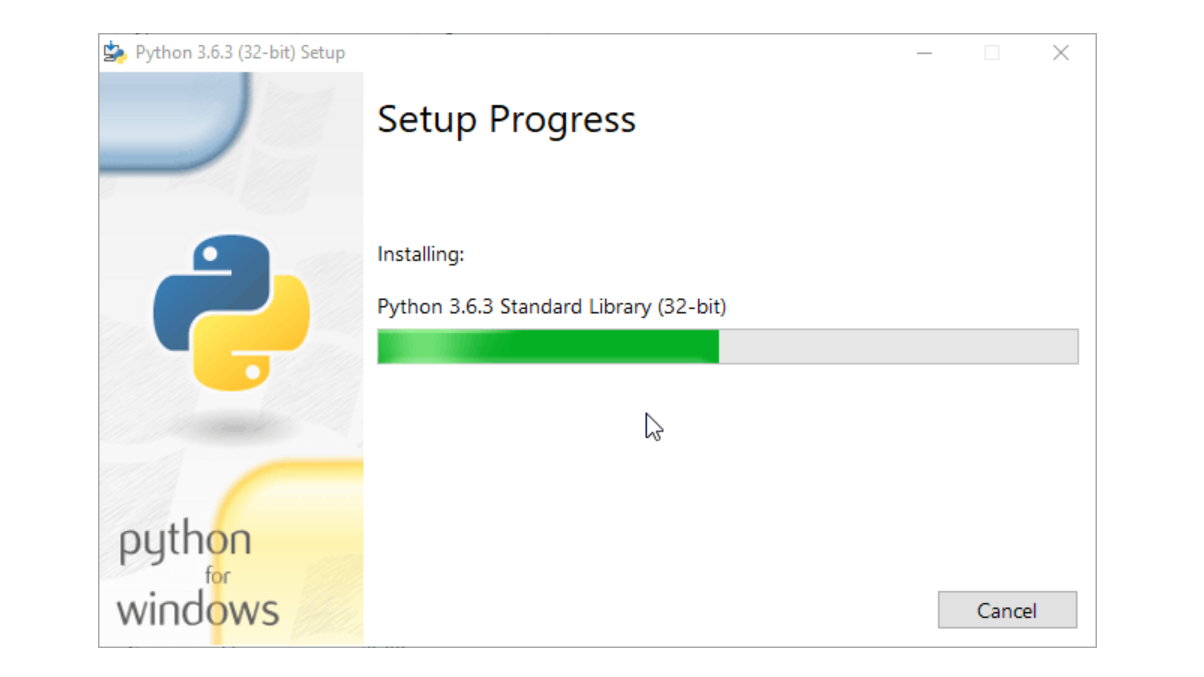 Python 3.6.3 (32-bit) Setup
Setup Progress
Installing:
Python 3.6.3 Standard Library (32-bit)
python
for
windows
Cancel